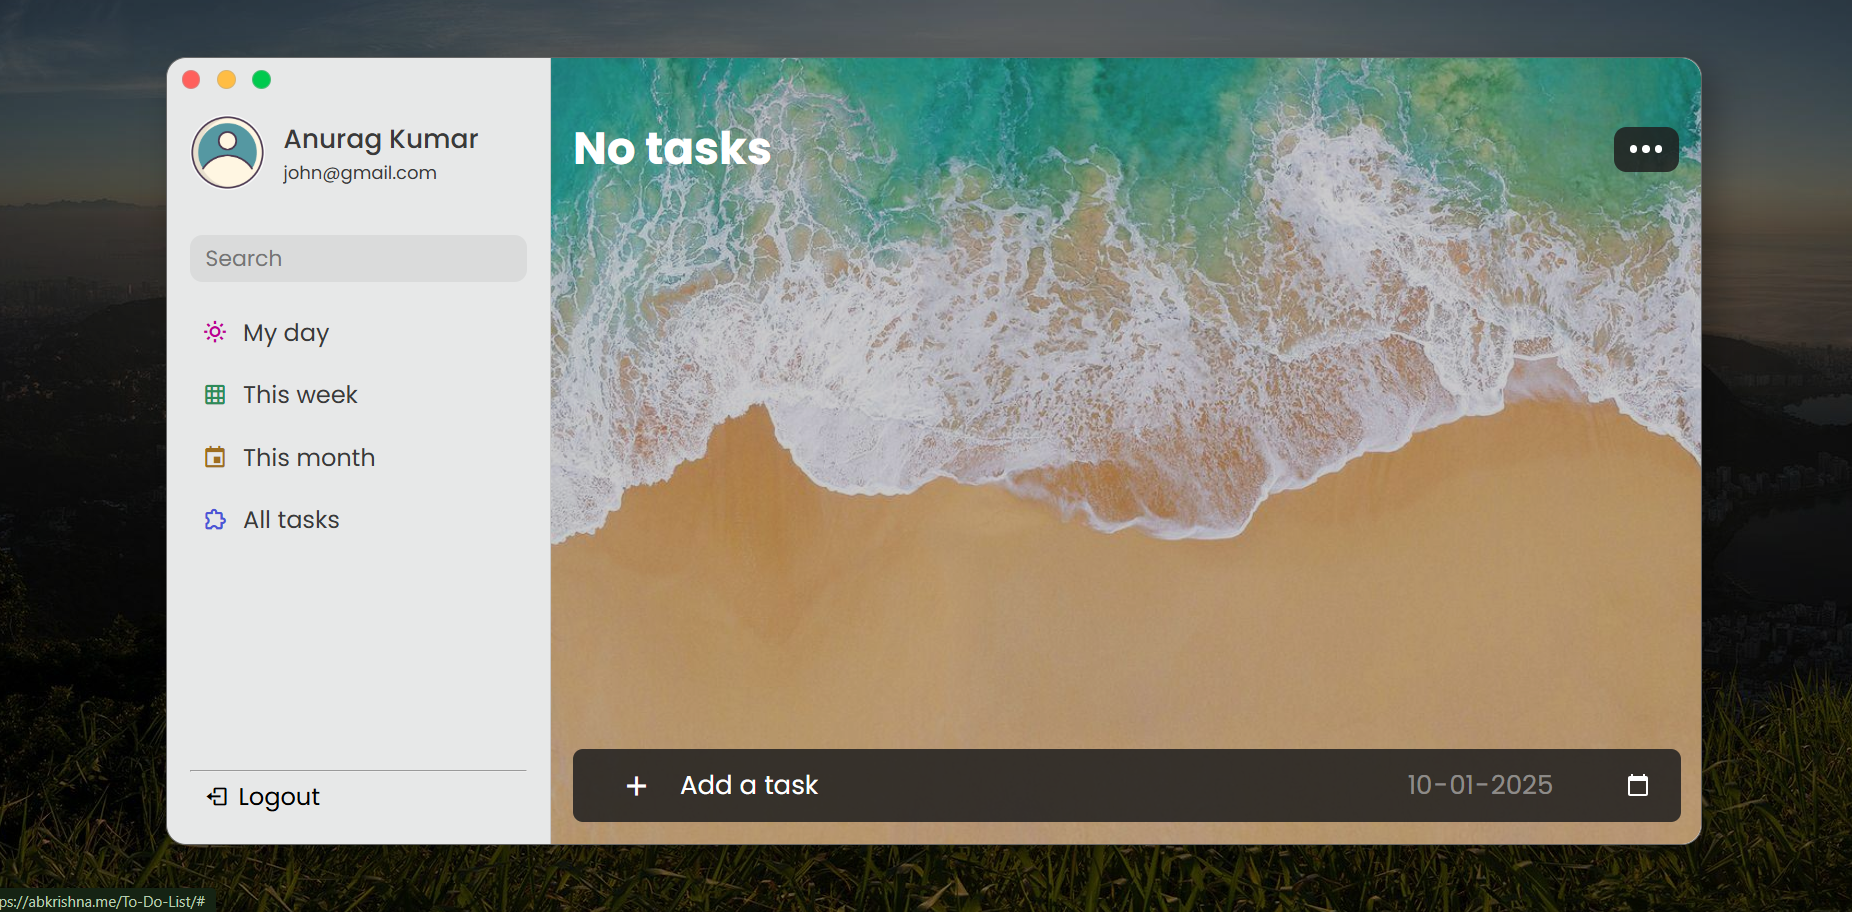 Anurag Kumar
john@gmail.com
Search
My day
This week
This month
All tasks
Logout
No tasks
Add a task
10-01-2025
ps://abkrishna.me/To-Do-List/#